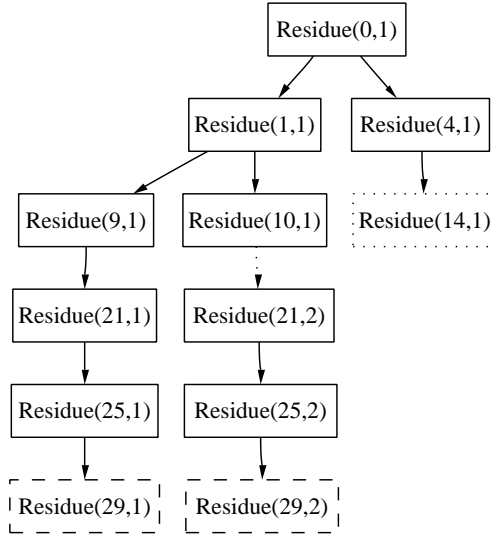 Residue(0,1)
Residue(1,1)
Residue(4,1)
Residue(9,1)
Residue(10,1)
Residue(14,1)
Residue(21,1)
Residue(21,2)
Residue(25,1)
Residue(25,2)
Residue(29,1)
Residue(29,2)